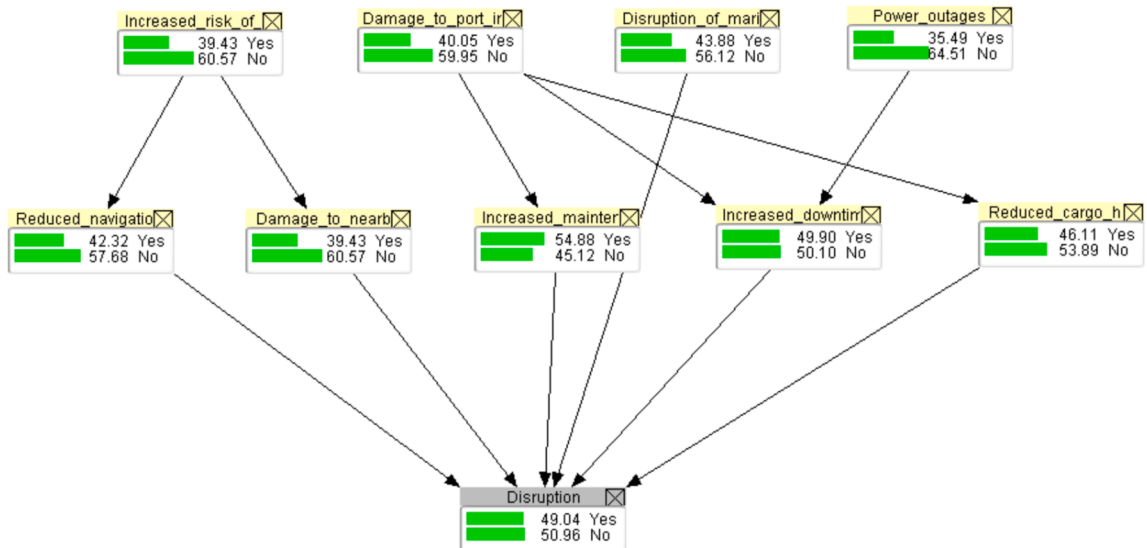 Increased_risk_of_
39.43 Yes
60.57 No
Damage_to_port_ir
40.05 Yes
59.95 No
Disruption_of_mari
43.88 Yes
56.12 No
Power_outages
35.49 Yes
64.51 No
Reduced_navigatio
42.32 Yes
57.68 No
Damage_to_nearb
39.43 Yes
60.57 No
Increased_mainter
54.88 Yes
45.12 No
Increased_downtim
49.90 Yes
50.10 No
Reduced_cargo_h
46.11 Yes
53.89 No
Disruption
49.04 Yes
50.96 No